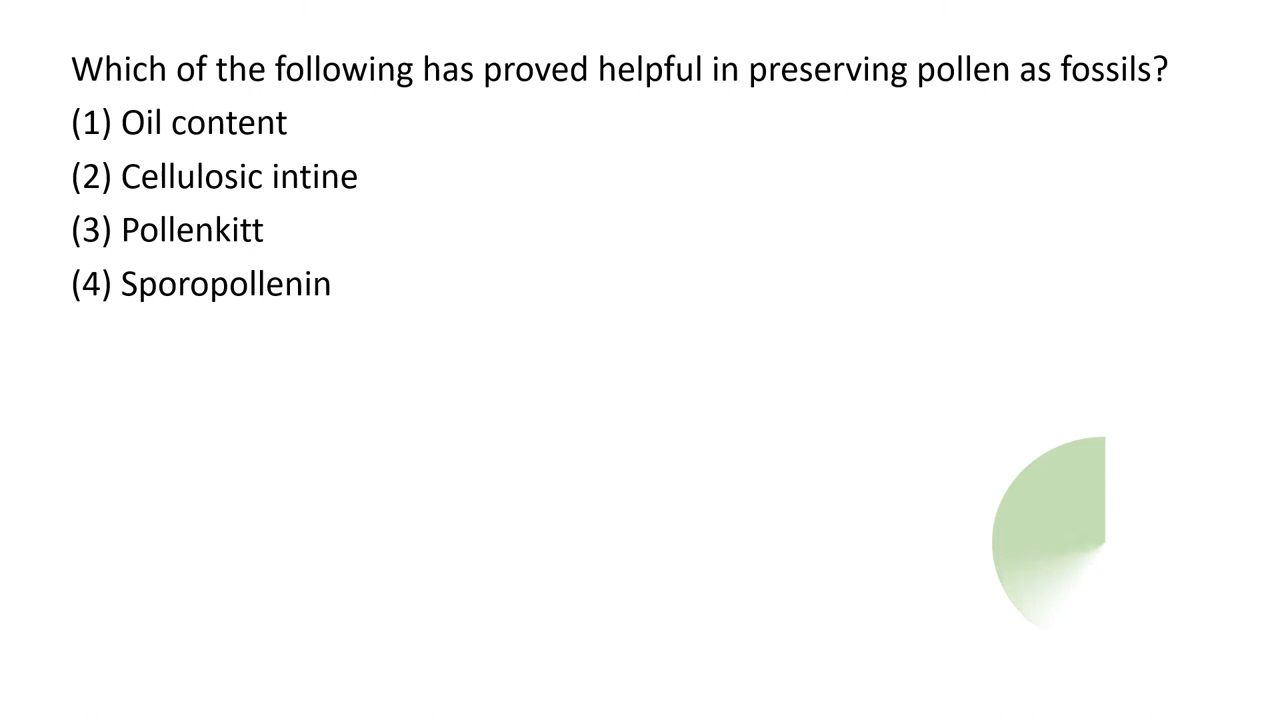 Which of the following has proved helpful in preserving pollen as fossils?
(1) Oil content
(2) Cellulosic intine
(3) Pollenkitt
(4) Sporopollenin